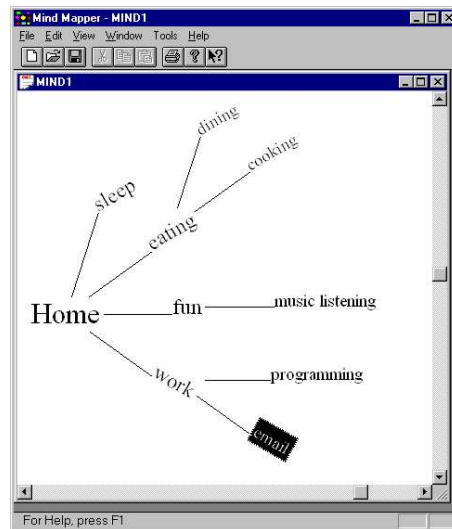 Mind Mapper - MIND1
File Edit View Window Tools Help
MIND1
dining
cooking
sleep
eating
Home
fun
music listening
work
programming
email
For Help, press F1